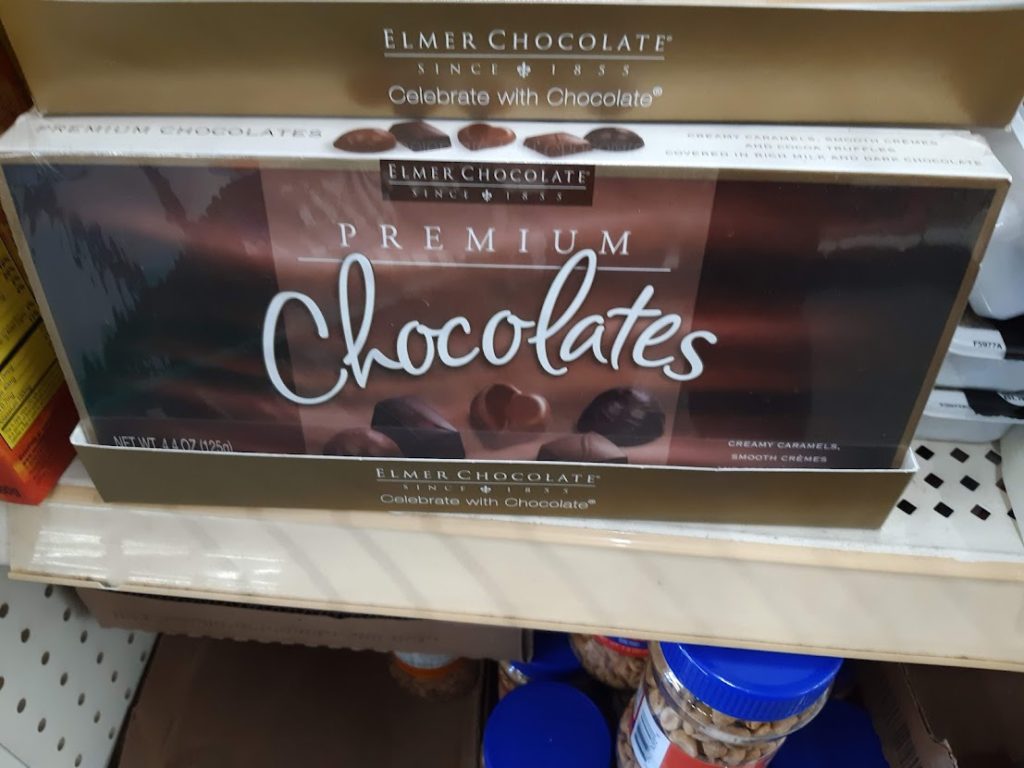 ELMER CHOCOLATE®
SINCE 1855
Celebrate with Chocolate®
PREMIUM CHOCOLATES
CREAMY CARAMELS, SMOOTH CRÈMES
AND COCOA TRUFFLES
COVERED IN RICH MILK AND DARK CHOCOLATE
ELMER CHOCOLATE®
SINCE 1855
PREMIUM
Chocolates
NET WT. 4.4 OZ (125g)
CREAMY CARAMELS,
SMOOTH CRÈMES
ELMER CHOCOLATE®
SINCE 1855
Celebrate with Chocolate®
F5977A